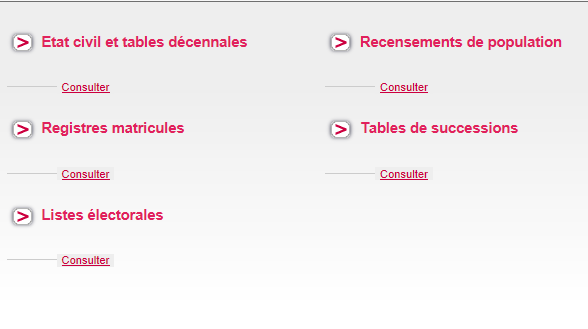 Etat civil et tables décennales
Consulter
Recensements de population
Consulter
Registres matricules
Consulter
Tables de successions
Consulter
Listes électorales
Consulter